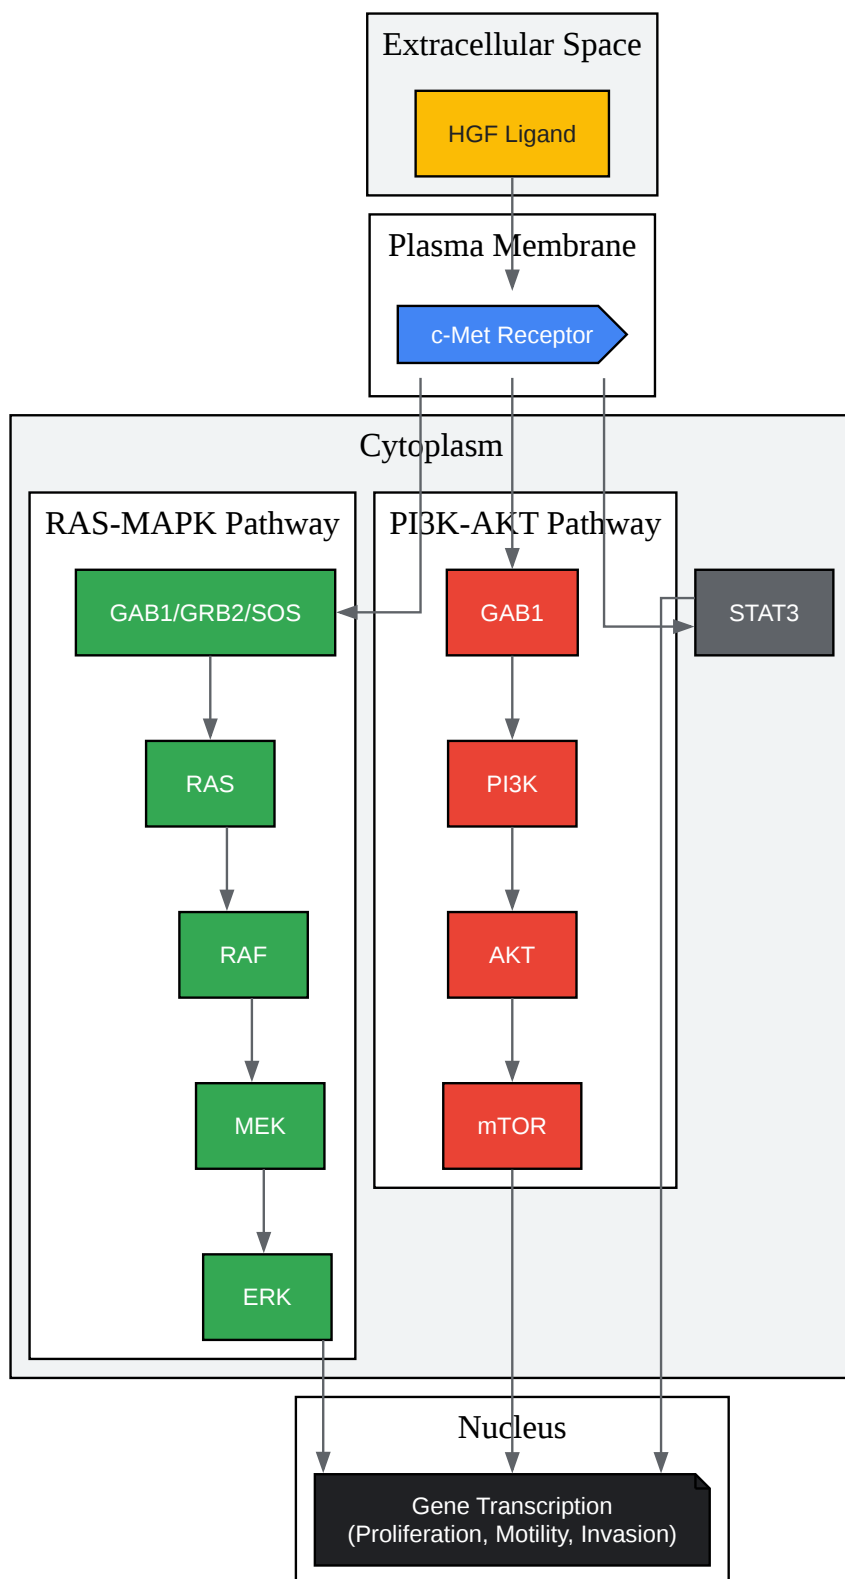 Extracellular Space
HGF Ligand
Plasma Membrane
c-Met Receptor
Cytoplasm
RAS-MAPK Pathway
PI3K-AKT Pathway
GAB1/GRB2/SOS
GAB1
STAT3
RAS
PI3K
RAF
AKT
MEK
mTOR
ERK
Nucleus
Gene Transcription
(Proliferation, Motility, Invasion)